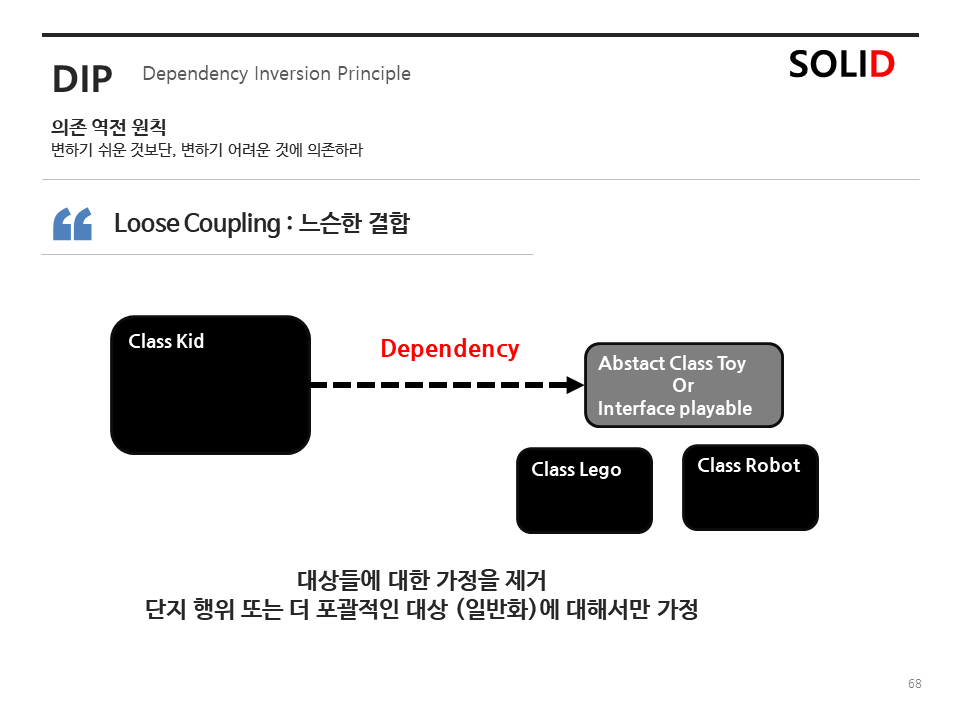 DIP
Dependency Inversion Principle
SOLID
의존 역전 원칙
변하기 쉬운 것보단, 변하기 어려운 것에 의존하라
Loose Coupling : 느슨한 결합
Class Kid
Dependency
Abstact Class Toy
Or
Interface playable
Class Lego
Class Robot
대상들에 대한 가정을 제거
단지 행위 또는 더 포괄적인 대상 (일반화)에 대해서만 가정
68